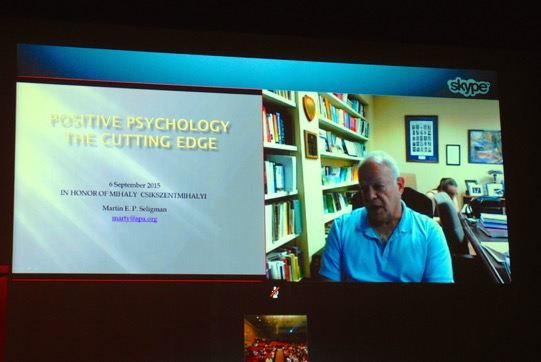 skype
POSITIVE PSYCHOLOGY
THE CUTTING EDGE
6 September 2015
IN HONOR OF MIHALY CSIKSZENTMIHALYI
Martin E. P. Seligman
marty@apa.org